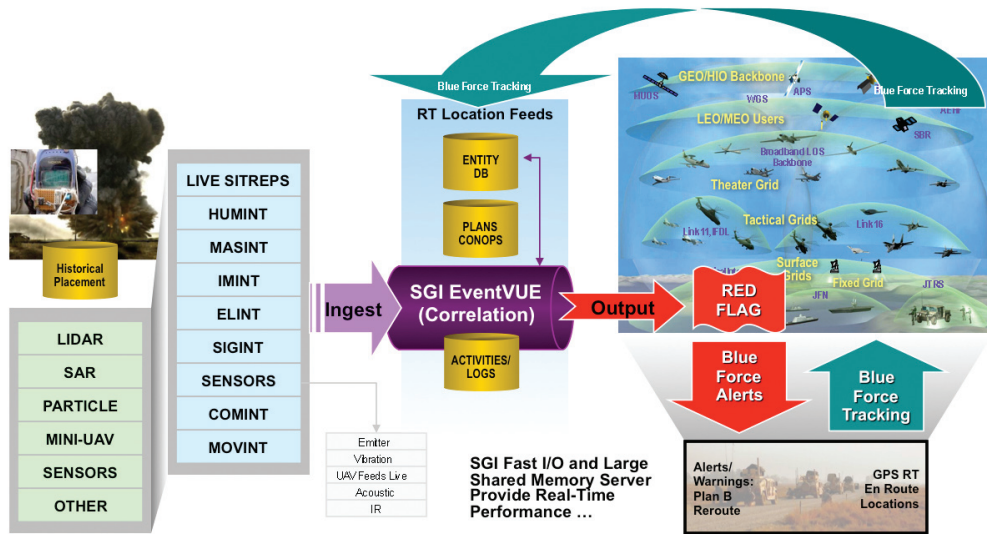 Blue Force Tracking
Blue Force Tracking
RT Location Feeds
ENTITY
DB
PLANS
CONOPS
SGI EventVUE
(Correlation)
ACTIVITIES/
LOGS
Historical
Placement
LIDAR
SAR
PARTICLE
MINI-UAV
SENSORS
OTHER
LIVE SITREPS
HUMINT
MASINT
IMINT
ELINT
SIGINT
SENSORS
COMINT
MOVINT
Emitter
Vibration
UAV Feeds Live
Acoustic
IR
Ingest
Output
RED
FLAG
GEO/HIO Backbone
WGS
APS
LEO/MEO Users
SBR
Broadband LOS
Backbone
Theater Grid
Tactical Grids
Link 11, IFDL
Link 16
Surface
Grids
Fixed Grid
JFN
JTRS
Blue
Force
Alerts
Blue
Force
Tracking
Alerts/
Warnings:
Plan B
Reroute
GPS RT
En Route
Locations
SGI Fast I/O and Large
Shared Memory Server
Provide Real-Time
Performance ...